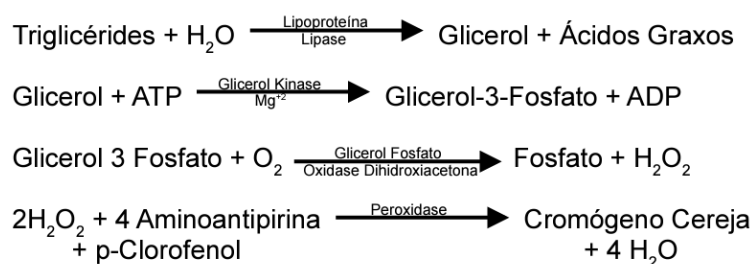 Triglicérides + H₂O Lipoproteína Lipase Glicerol + Ácidos Graxos
Glicerol + ATP Glicerol Kinase Mg⁺² Glicerol-3-Fosfato + ADP
Glicerol 3 Fosfato + O₂ Glicerol Fosfato Oxidase Dihidroxiacetona Fosfato + H₂O₂
2H₂O₂ + 4 Aminoantipirina Peroxidase Cromógeno Cereja
+ p-Clorofenol + 4 H₂O